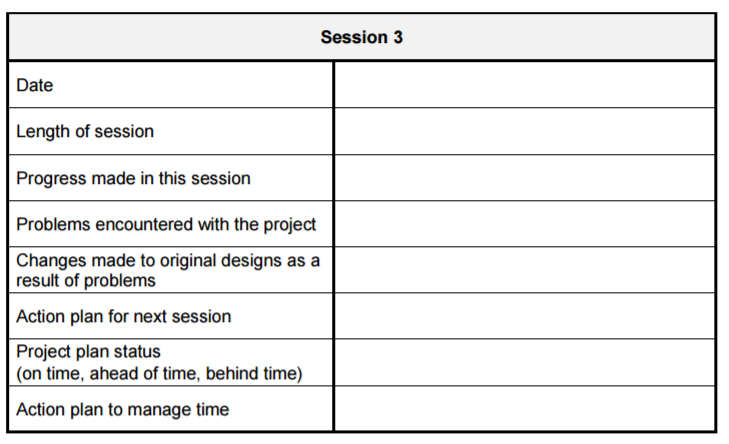 Session 3
Date
Length of session
Progress made in this session
Problems encountered with the project
Changes made to original designs as a
result of problems
Action plan for next session
Project plan status
(on time, ahead of time, behind time)
Action plan to manage time